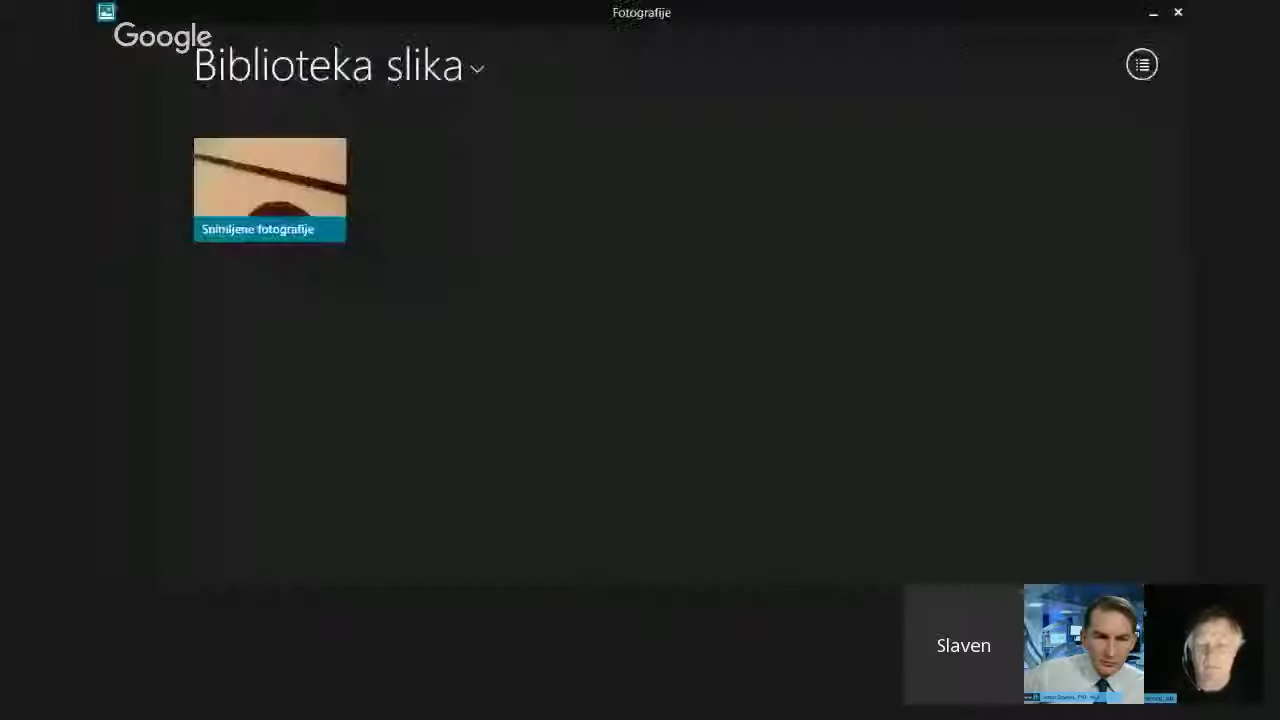 Fotografije
Google
Biblioteka slika
Snimljene fotografije
Slaven